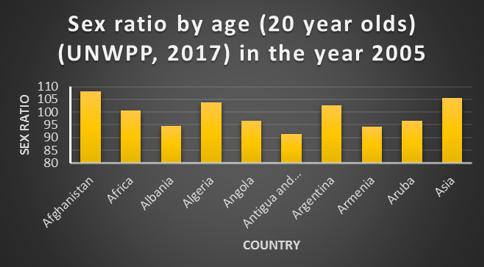 Sex ratio by age (20 year olds)
(UNWPP, 2017) in the year 2005
SEX RATIO
110
105
100
95
90
85
80
Afghanistan
Africa
Albania
Algeria
Angola
Antigua and...
Argentina
Armenia
Aruba
Asia
COUNTRY